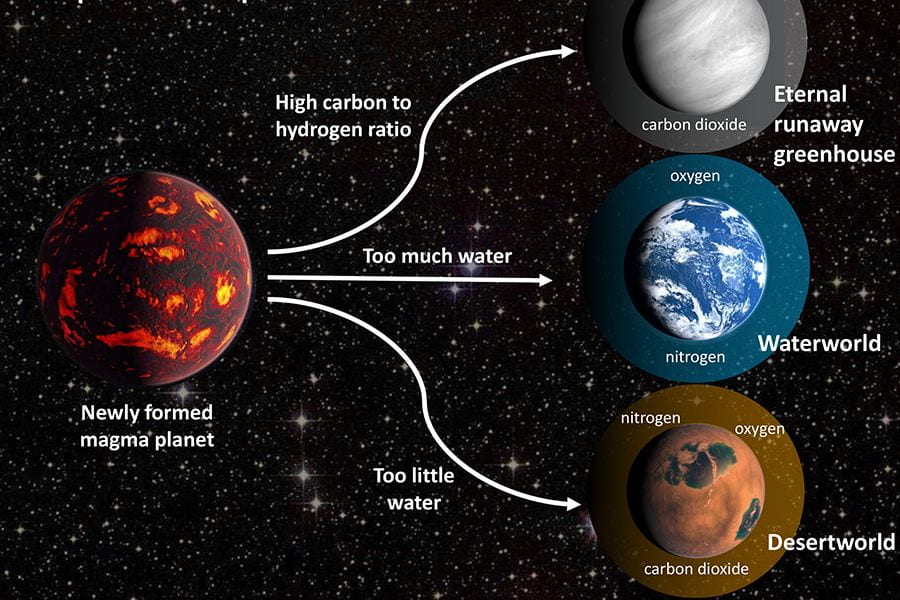 High carbon to
hydrogen ratio
carbon dioxide
Eternal
runaway
greenhouse
oxygen
Too much water
nitrogen
Waterworld
Newly formed
magma planet
nitrogen
oxygen
Too little
water
Desertworld
carbon dioxide